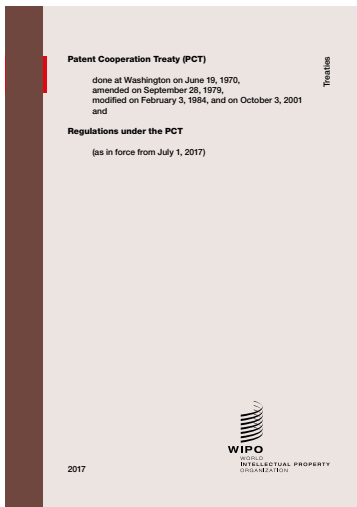 Patent Cooperation Treaty (PCT)
Treaties
done at Washington on June 19, 1970,
amended on September 28, 1979,
modified on February 3, 1984, and on October 3, 2001
and
Regulations under the PCT
(as in force from July 1, 2017)
WIPO
WORLD
INTELLECTUAL PROPERTY
ORGANIZATION
2017